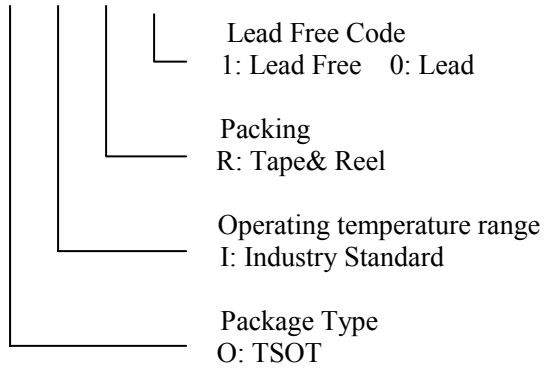 Lead Free Code
1: Lead Free 0: Lead
Packing
R: Tape& Reel
Operating temperature range
I: Industry Standard
Package Type
O: TSOT